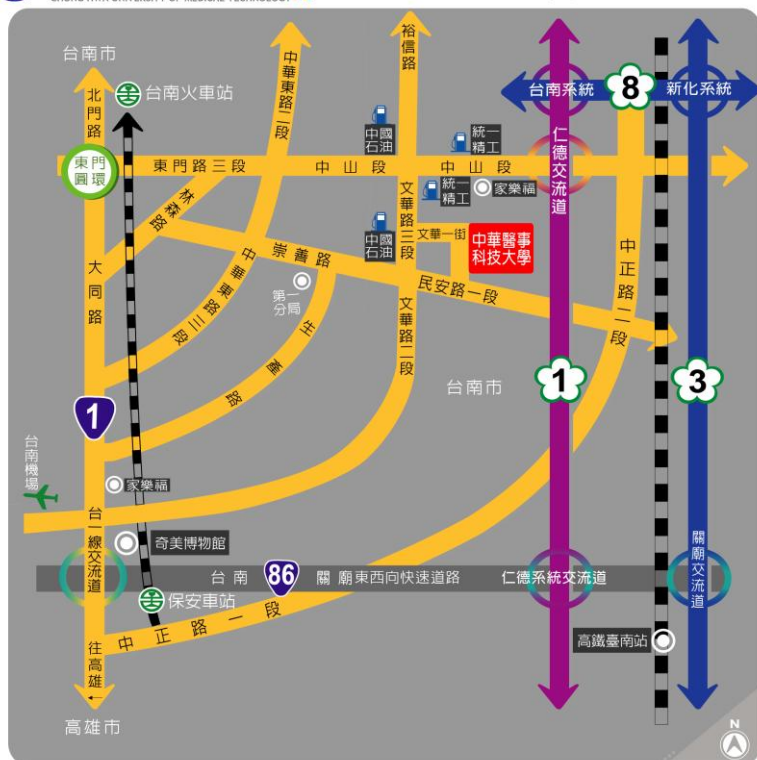 台南市
北門路
台南火車站
中華東路二段
裕信路
台南系統
8
新化系統
中國
石油
統一
精工
仁德交流道
東門
圓環
東門路三段
中山段
中山段
林森路
統一
精工
家樂福
文華路三段
中國
石油
文華一街
中華醫事
科技大學
崇善路
大同路
中華東路三段
第一
分局
民安路一段
中正路二段
生產路
文華路二段
台南市
1
1
3
台南機場
家樂福
台一線交流道
奇美博物館
關廟交流道
台南
86
關廟東西向快速道路
仁德系統交流道
保安車站
中正路一段
高鐵臺南站
往高雄
←
高雄市
N